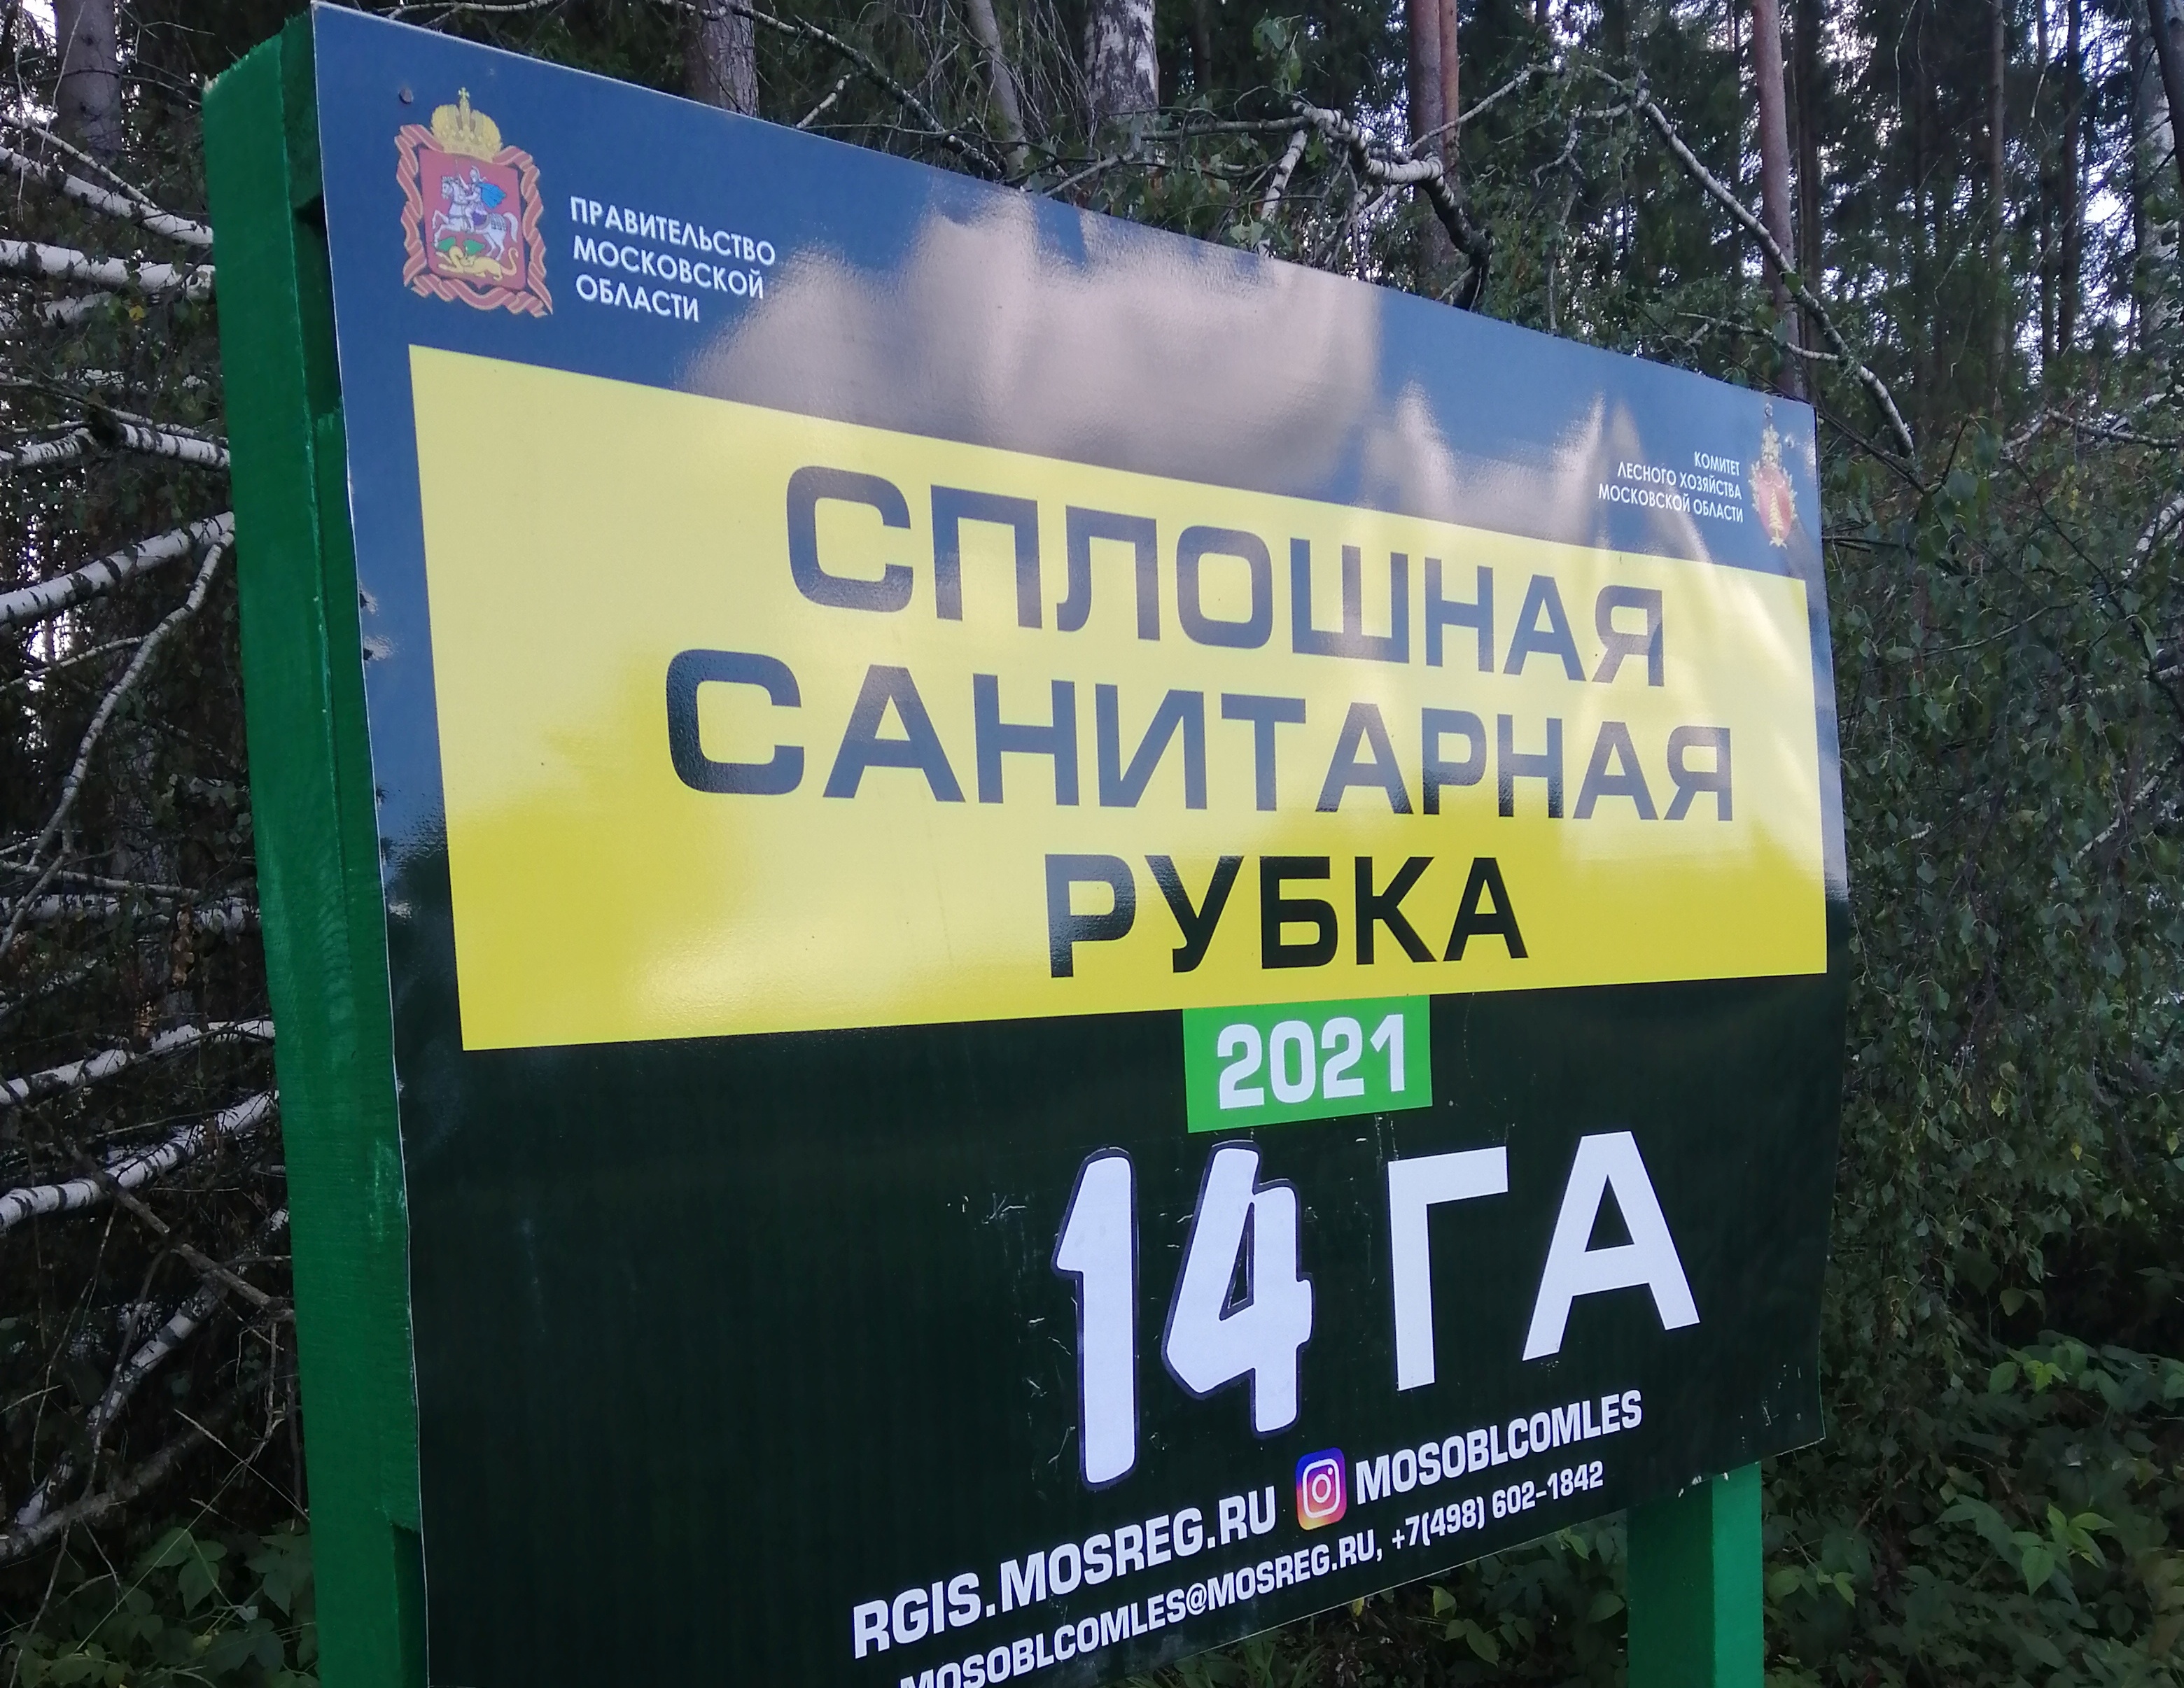 ПРАВИТЕЛЬСТВО
МОСКОВСКОЙ
ОБЛАСТИ
КОМИТЕТ
ЛЕСНОГО ХОЗЯЙСТВА
МОСКОВСКОЙ ОБЛАСТИ
СПЛОШНАЯ
САНИТАРНАЯ
РУБКА
2021
14 ГА
RGIS.MOSREG.RU MOSOBLCOMLES
MOSOBLCOMLES@MOSREG.RU, +7(498) 602-1842